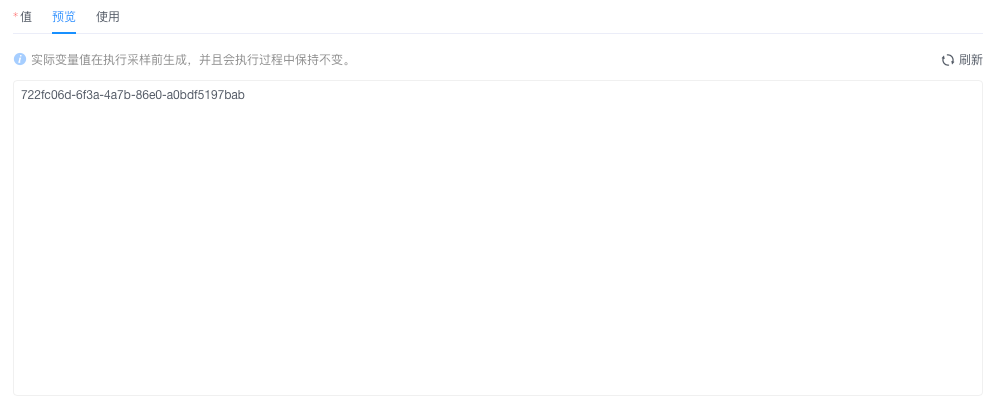 *值 预览 使用
实际变量值在执行采样前生成，并且会执行过程中保持不变。 刷新
722fc06d-6f3a-4a7b-86e0-a0bdf5197bab